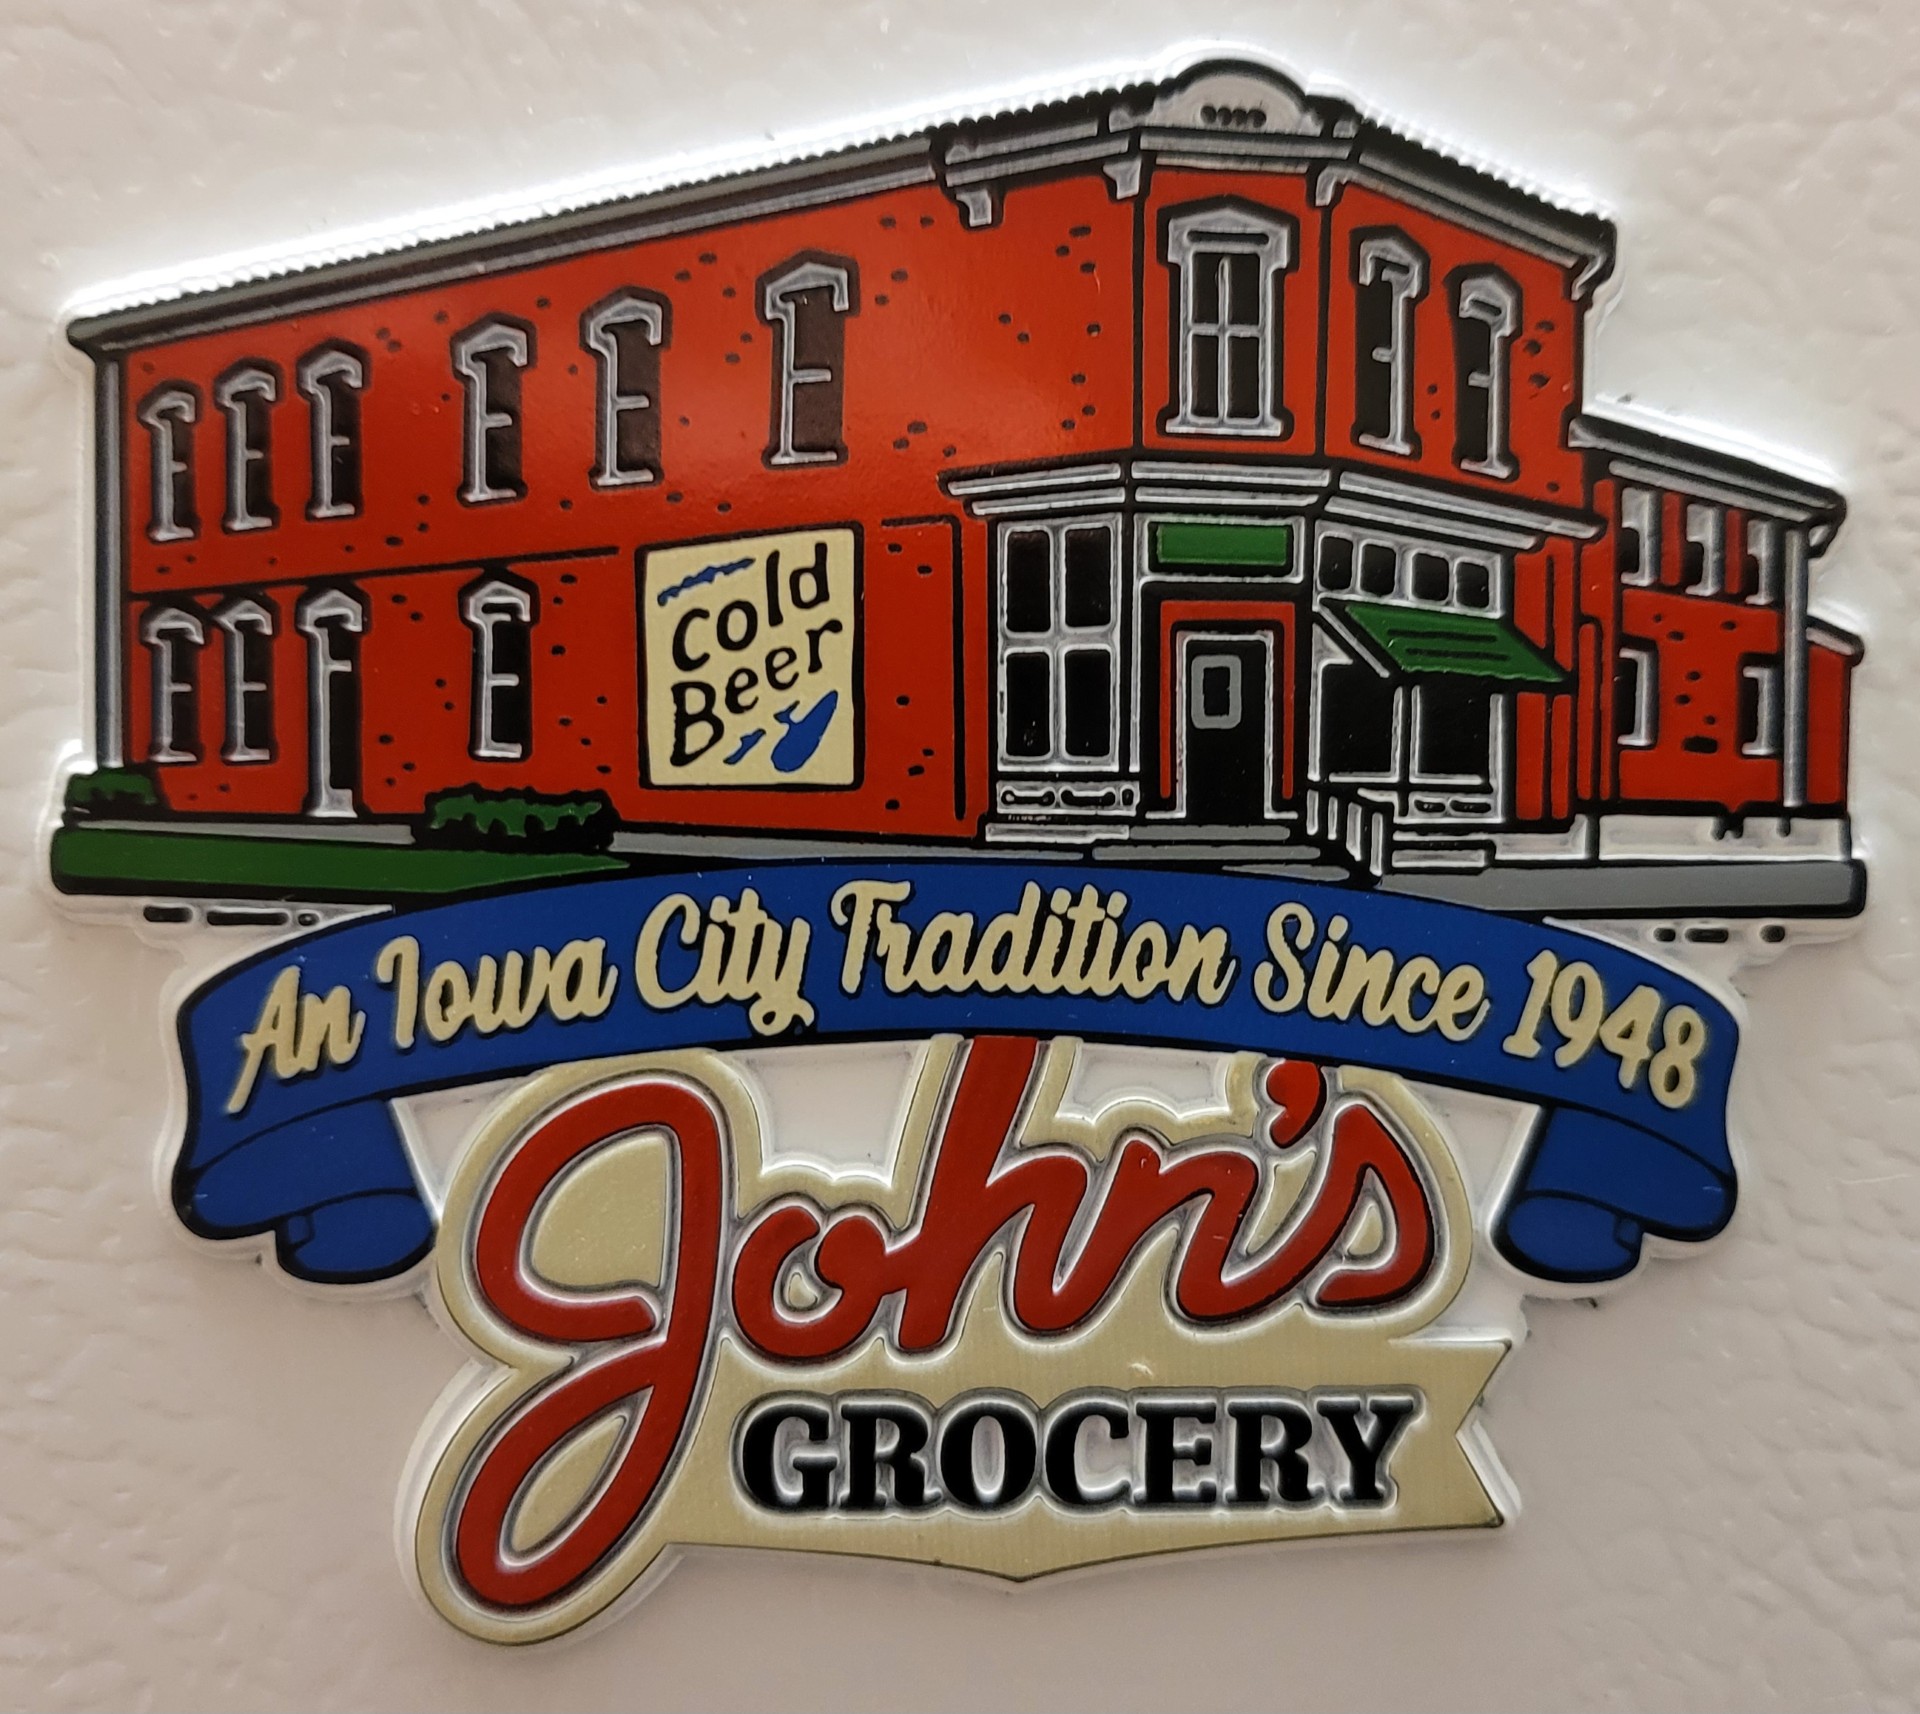 cold
Beer
An Iowa City Tradition Since 1948
John's
GROCERY